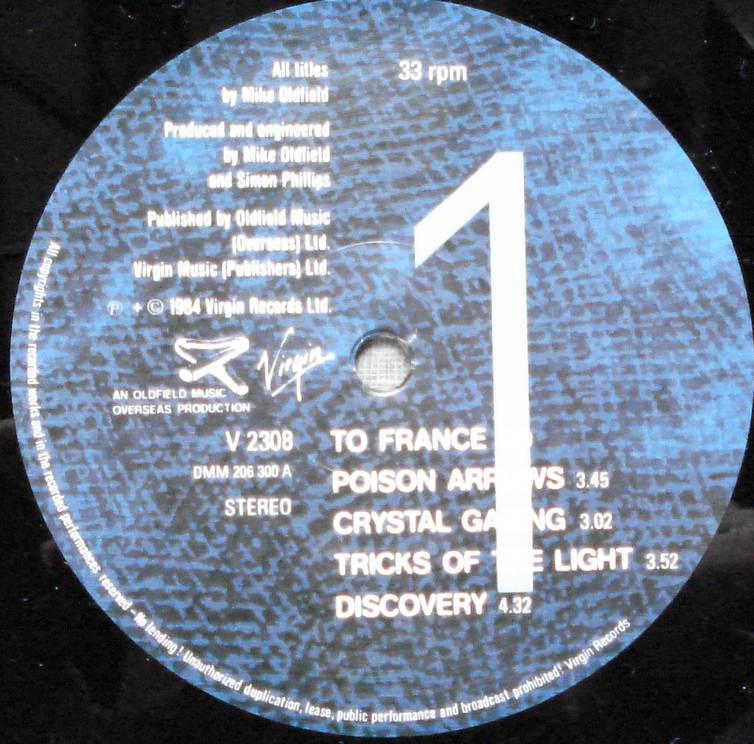 All titles
by Mike Oldfield
33 rpm
Produced and engineered
by Mike Oldfield
and Simon Phillips
Published by Oldfield Music
(Overseas) Ltd.
Virgin Music (Publishers) Ltd.
℗ + © 1984 Virgin Records Ltd.
1
Virgin
AN OLDFIELD MUSIC
OVERSEAS PRODUCTION
V 2308
DMM 206 300 A
STEREO
TO FRANCE
POISON ARROWS 3.45
CRYSTAL GAZING 3.02
TRICKS OF THE LIGHT 3.52
DISCOVERY 4.32
All copyrights in the recorded works and in the recorded performances reserved - No lending! Unauthorized duplication, lease, public performance and broadcast prohibited! Virgin Records